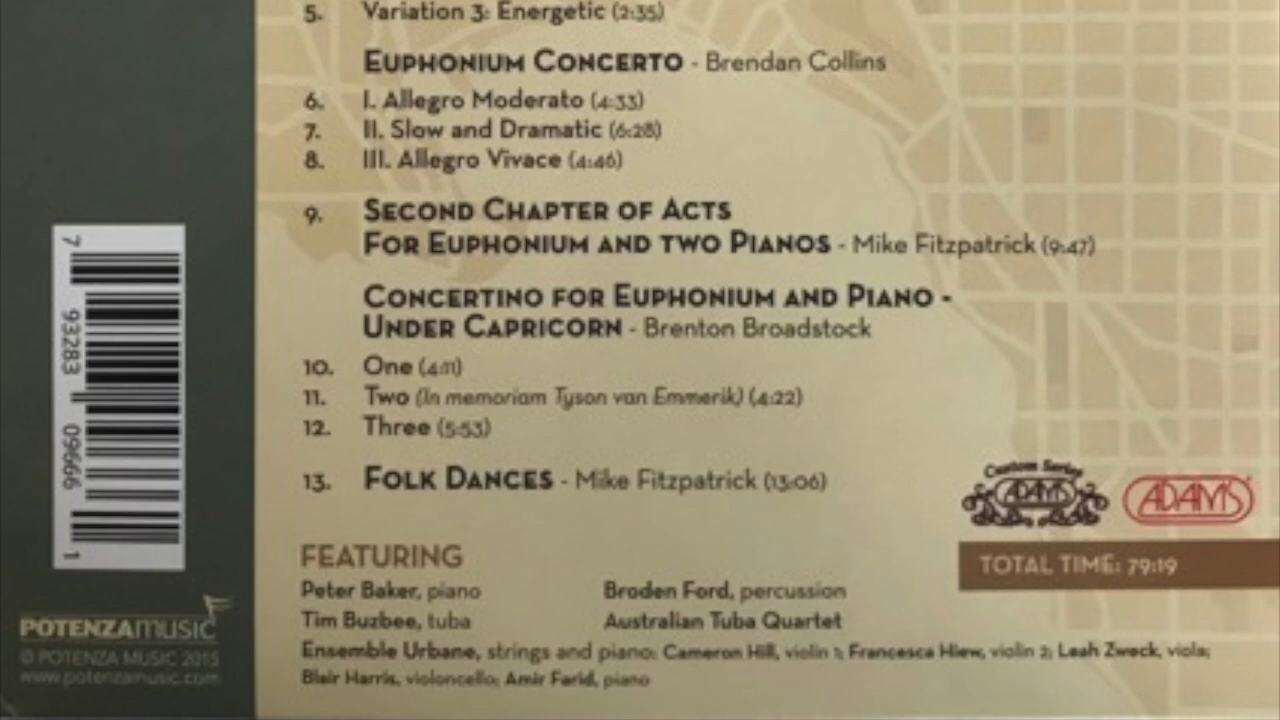 5. Variation 3: Energetic (2:35)
EUPHONIUM CONCERTO - Brendan Collins
6. I. Allegro Moderato (4:33)
7. II. Slow and Dramatic (6:28)
8. III. Allegro Vivace (4:46)
9. SECOND CHAPTER OF ACTS
FOR EUPHONIUM AND TWO PIANOS - Mike Fitzpatrick (9:47)
CONCERTINO FOR EUPHONIUM AND PIANO -
UNDER CAPRICORN - Brenton Broadstock
10. One (4:11)
11. Two (In memoriam Tyson van Emmerik) (4:22)
12. Three (5:53)
13. FOLK DANCES - Mike Fitzpatrick (13:06)
Custom Series
ADAMS
ADAMS
TOTAL TIME: 79:19
FEATURING
Peter Baker, piano
Broden Ford, percussion
Tim Buzbee, tuba
Australian Tuba Quartet
Ensemble Urbane, strings and piano: Cameron Hill, violin 1; Francesca Hiew, violin 2; Leah Zweck, viola;
Blair Harris, violoncello; Amir Farid, piano
7 93283 09666 1
POTENZAMUSIC
© POTENZA MUSIC 2015
www.potenzamusic.com